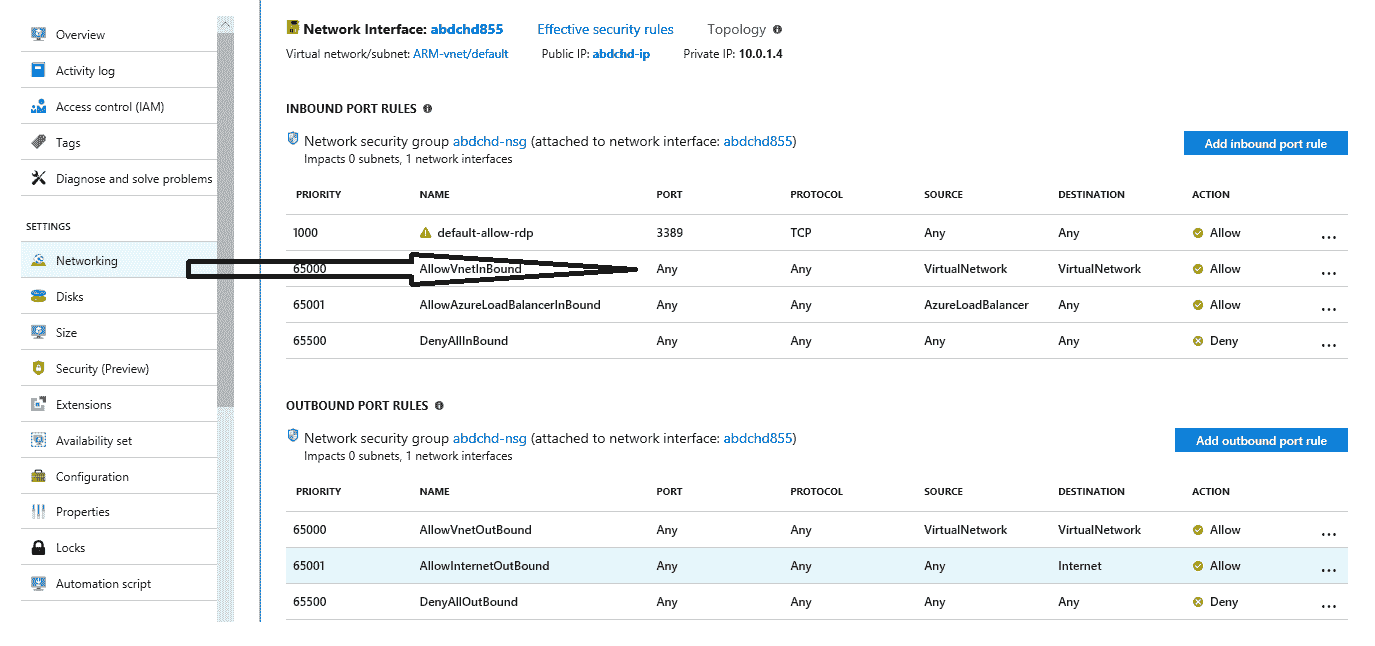 Overview
Activity log
Access control (IAM)
Tags
Diagnose and solve problems
SETTINGS
Networking
Disks
Size
Security (Preview)
Extensions
Availability set
Configuration
Properties
Locks
Automation script
Network Interface: abdchd855 Effective security rules Topology
Virtual network/subnet: ARM-vnet/default Public IP: abdchd-ip Private IP: 10.0.1.4
INBOUND PORT RULES
Network security group abdchd-nsg (attached to network interface: abdchd855)
Impacts 0 subnets, 1 network interfaces
Add inbound port rule
PRIORITY NAME PORT PROTOCOL SOURCE DESTINATION ACTION
1000 default-allow-rdp 3389 TCP Any Any Allow ...
65000 AllowVnetInBound Any Any VirtualNetwork VirtualNetwork Allow ...
65001 AllowAzureLoadBalancerInBound Any Any AzureLoadBalancer Any Allow ...
65500 DenyAllInBound Any Any Any Any Deny ...
OUTBOUND PORT RULES
Network security group abdchd-nsg (attached to network interface: abdchd855)
Impacts 0 subnets, 1 network interfaces
Add outbound port rule
PRIORITY NAME PORT PROTOCOL SOURCE DESTINATION ACTION
65000 AllowVnetOutBound Any Any VirtualNetwork VirtualNetwork Allow ...
65001 AllowInternetOutBound Any Any Any Internet Allow ...
65500 DenyAllOutBound Any Any Any Any Deny ...